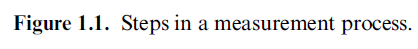 Figure 1.1. Steps in a measurement process.